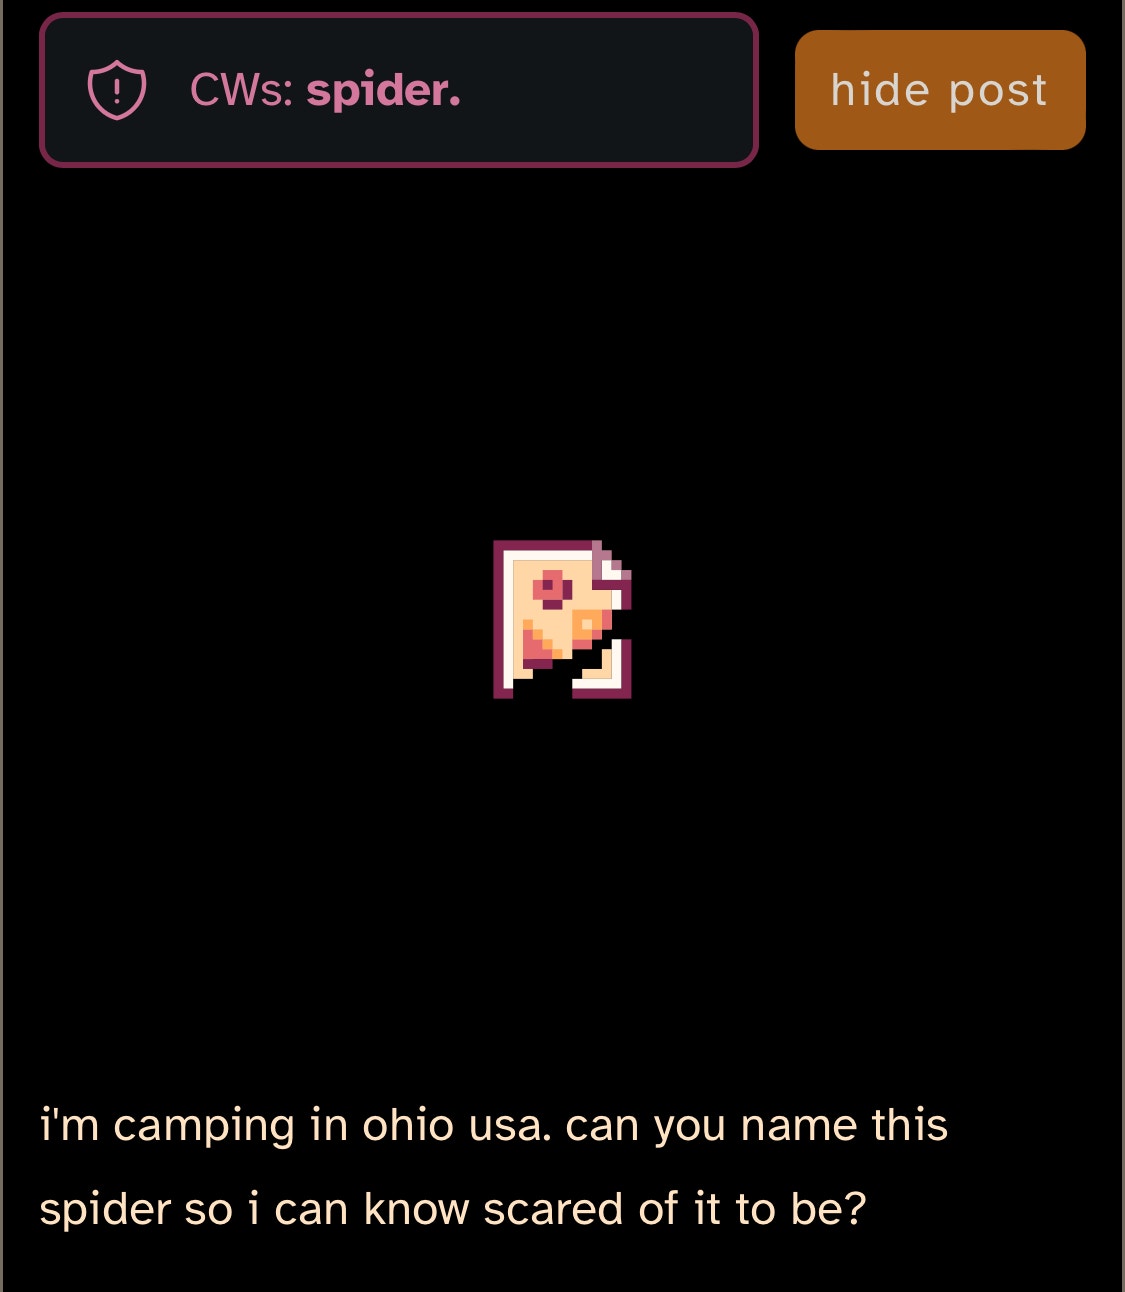 CWs: spider.
hide post
i'm camping in ohio usa. can you name this
spider so i can know scared of it to be?